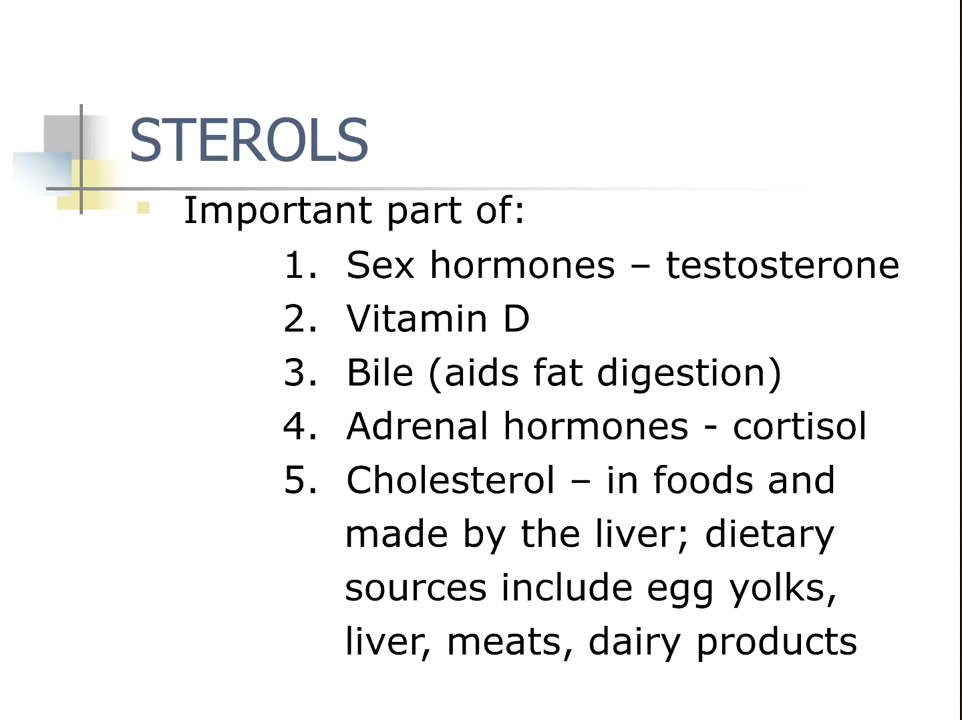 STEROLS
Important part of:
1. Sex hormones – testosterone
2. Vitamin D
3. Bile (aids fat digestion)
4. Adrenal hormones - cortisol
5. Cholesterol – in foods and
made by the liver; dietary
sources include egg yolks,
liver, meats, dairy products